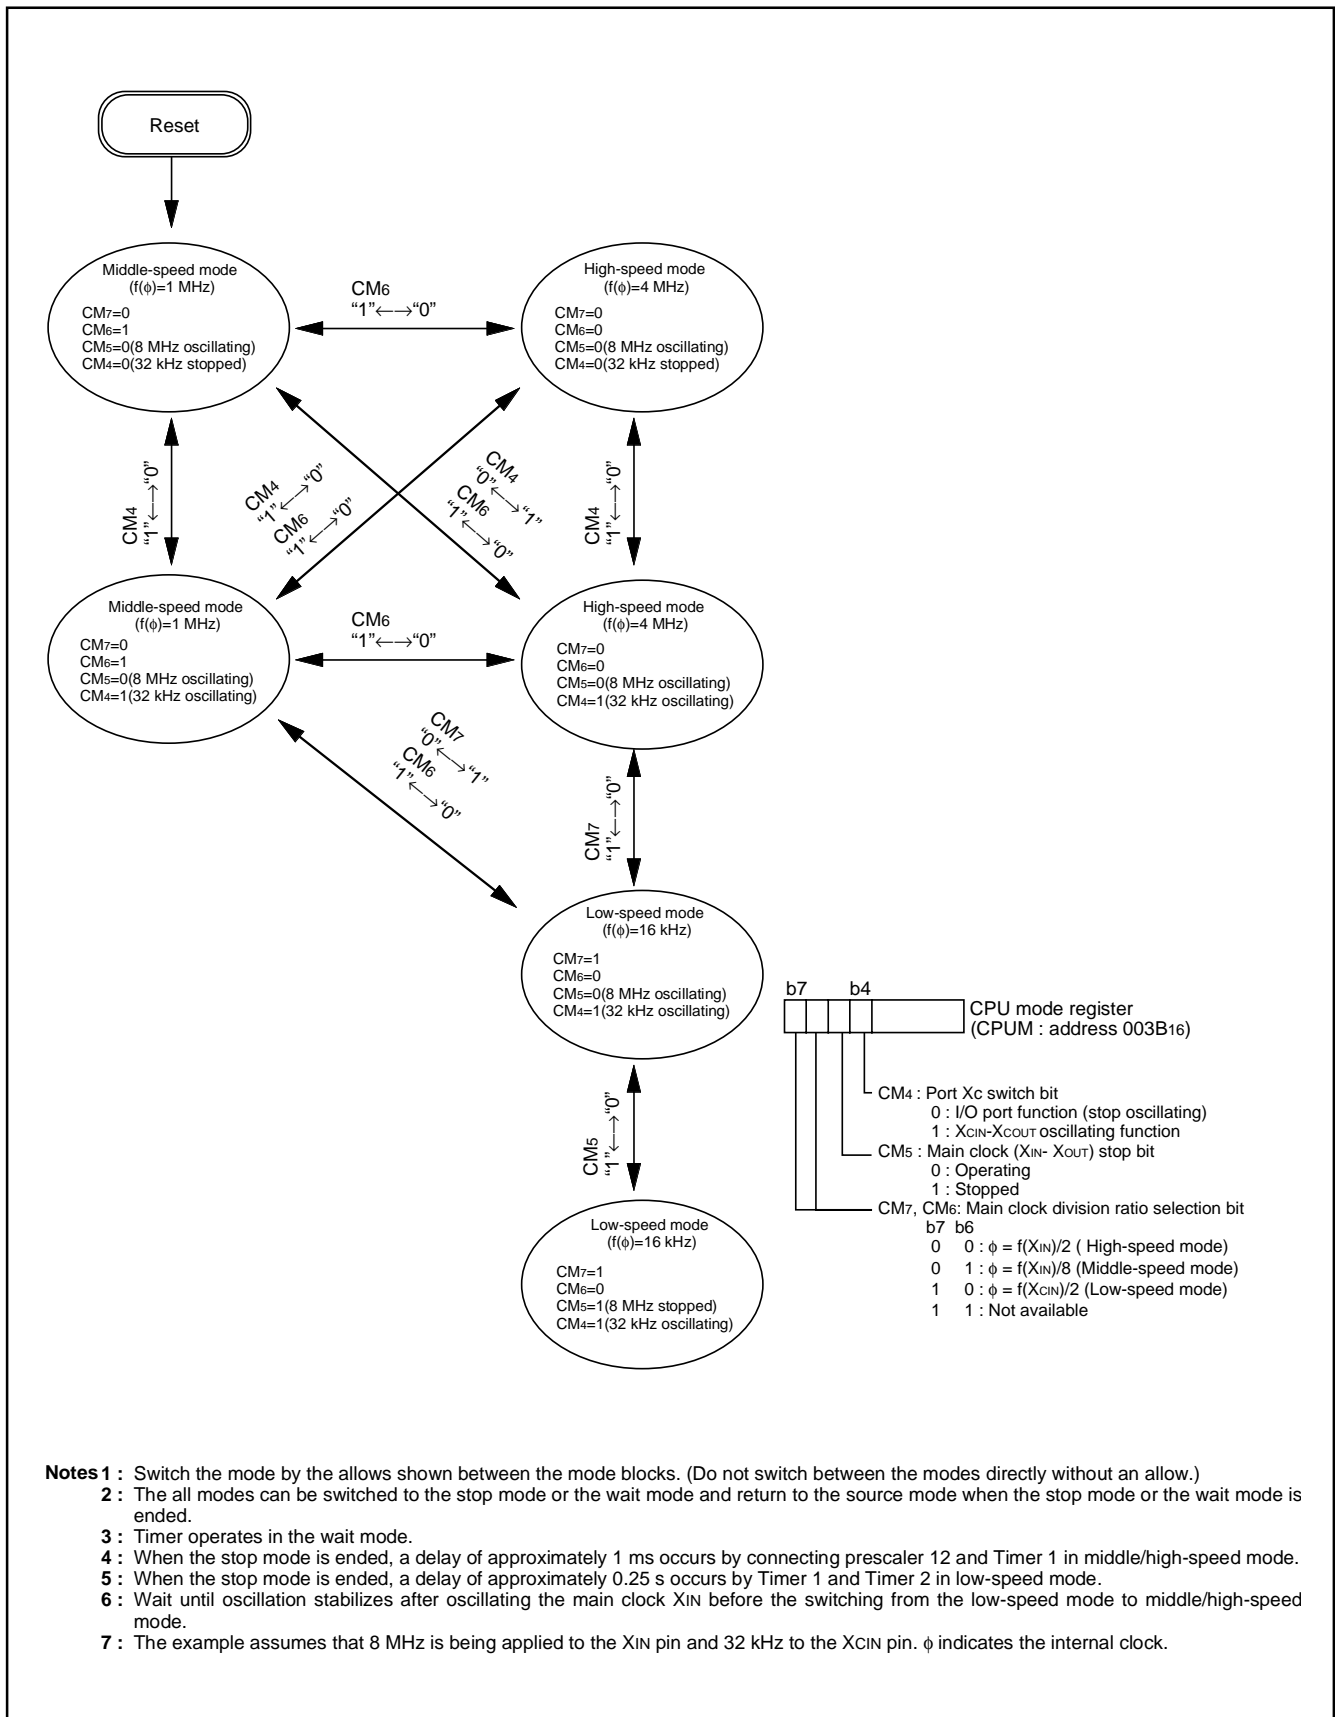 Reset
Middle-speed mode
(f(ϕ)=1 MHz)
CM7=0
CM6=1
CM5=0(8 MHz oscillating)
CM4=0(32 kHz stopped)
CM6
“1”←→“0”
High-speed mode
(f(ϕ)=4 MHz)
CM7=0
CM6=0
CM5=0(8 MHz oscillating)
CM4=0(32 kHz stopped)
CM4
“1”←→“0”
CM4
“1”←→“0”
CM6
“1”←→“0”
CM4
“0”←→“1”
CM6
“1”←→“0”
CM4
“1”←→“0”
Middle-speed mode
(f(ϕ)=1 MHz)
CM7=0
CM6=1
CM5=0(8 MHz oscillating)
CM4=1(32 kHz oscillating)
CM6
“1”←→“0”
High-speed mode
(f(ϕ)=4 MHz)
CM7=0
CM6=0
CM5=0(8 MHz oscillating)
CM4=1(32 kHz oscillating)
CM7
“0”←→“1”
CM6
“1”←→“0”
CM7
“1”←→“0”
Low-speed mode
(f(ϕ)=16 kHz)
CM7=1
CM6=0
CM5=0(8 MHz oscillating)
CM4=1(32 kHz oscillating)
CM5
“1”←→“0”
Low-speed mode
(f(ϕ)=16 kHz)
CM7=1
CM6=0
CM5=1(8 MHz stopped)
CM4=1(32 kHz oscillating)
b7 b4
CPU mode register
(CPUM : address 003B16)
CM4 : Port Xc switch bit
0 : I/O port function (stop oscillating)
1 : XCIN-XCOUT oscillating function
CM5 : Main clock (XIN- XOUT) stop bit
0 : Operating
1 : Stopped
CM7, CM6: Main clock division ratio selection bit
b7 b6
0 0 : ϕ = f(XIN)/2 ( High-speed mode)
0 1 : ϕ = f(XIN)/8 (Middle-speed mode)
1 0 : ϕ = f(XCIN)/2 (Low-speed mode)
1 1 : Not available
Notes 1 : Switch the mode by the allows shown between the mode blocks. (Do not switch between the modes directly without an allow.)
2 : The all modes can be switched to the stop mode or the wait mode and return to the source mode when the stop mode or the wait mode is
ended.
3 : Timer operates in the wait mode.
4 : When the stop mode is ended, a delay of approximately 1 ms occurs by connecting prescaler 12 and Timer 1 in middle/high-speed mode.
5 : When the stop mode is ended, a delay of approximately 0.25 s occurs by Timer 1 and Timer 2 in low-speed mode.
6 : Wait until oscillation stabilizes after oscillating the main clock XIN before the switching from the low-speed mode to middle/high-speed
mode.
7 : The example assumes that 8 MHz is being applied to the XIN pin and 32 kHz to the XCIN pin. ϕ indicates the internal clock.